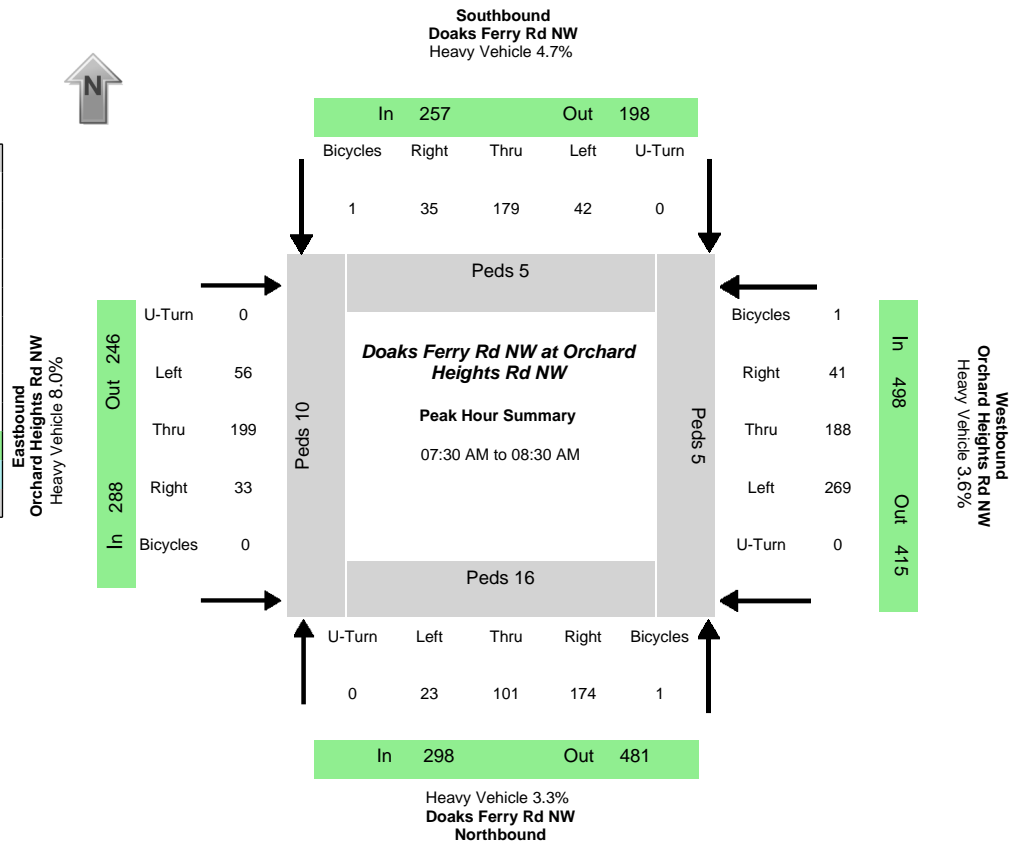 Southbound
Doaks Ferry Rd NW
Heavy Vehicle 4.7%
N
In 257 Out 198
Bicycles Right Thru Left U-Turn
1 35 179 42 0
Peds 5
Eastbound
Orchard Heights Rd NW
Heavy Vehicle 8.0%
In 288 Out 246
U-Turn 0
Left 56
Thru 199
Right 33
Bicycles 0
Peds 10
Doaks Ferry Rd NW at Orchard
Heights Rd NW
Peak Hour Summary
07:30 AM to 08:30 AM
Peds 5
Bicycles 1
Right 41
Thru 188
Left 269
U-Turn 0
In 498 Out 415
Westbound
Orchard Heights Rd NW
Heavy Vehicle 3.6%
Peds 16
U-Turn Left Thru Right Bicycles
0 23 101 174 1
In 298 Out 481
Heavy Vehicle 3.3%
Doaks Ferry Rd NW
Northbound